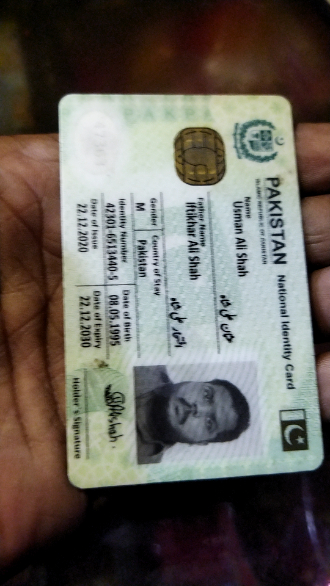 PAKISTAN National Identity Card
ISLAMIC REPUBLIC OF PAKISTAN
Name
Usman Ali Shah
عثمان علی شاہ
Father Name
Iftikhar Ali Shah
افتخار علی شاہ
Gender Country of Stay
M Pakistan
Identity Number Date of Birth
42301-6513440-5 08.05.1995
Date of Issue Date of Expiry
22.12.2020 22.12.2030
Holder's Signature